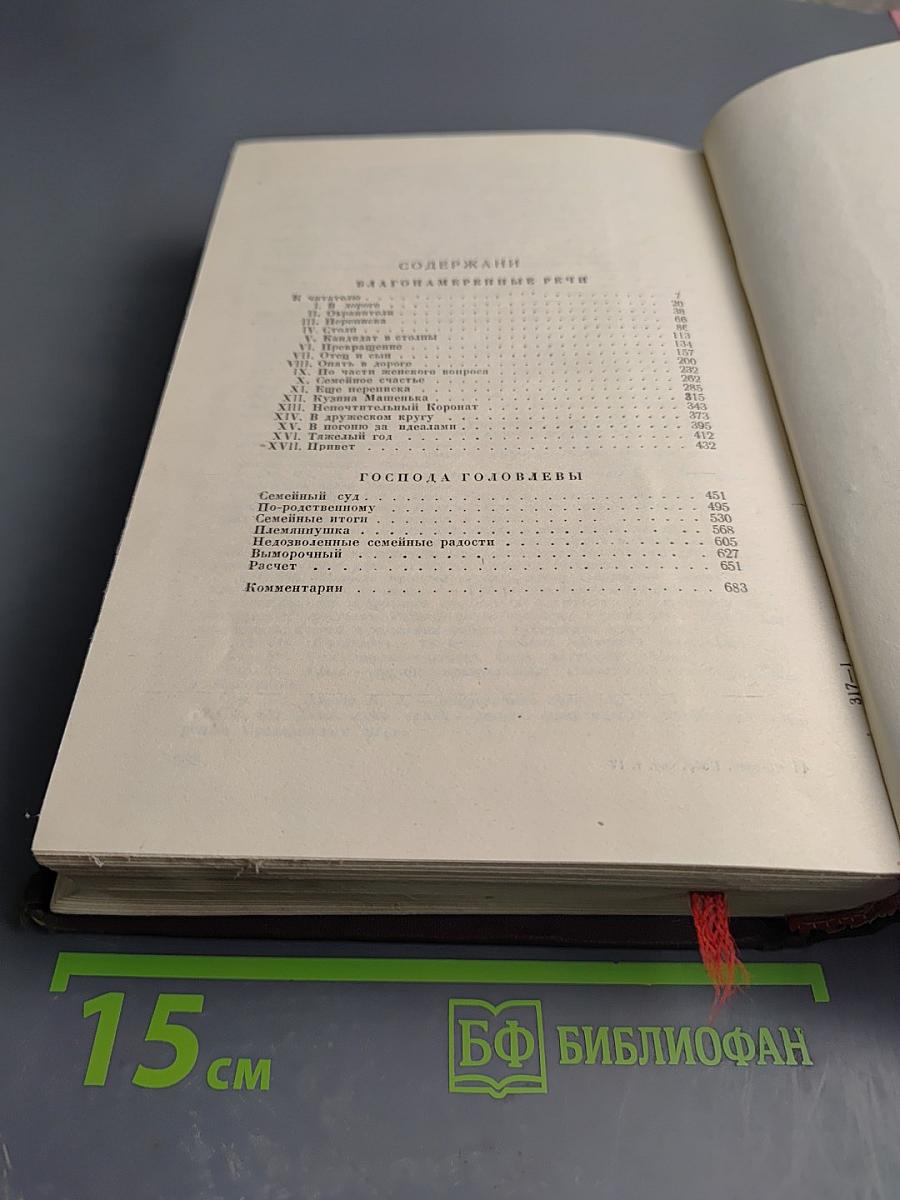 СОДЕРЖАНИ
БЛАГОНАМЕРЕННЫЕ РЕЧИ
К читателю . . . 7
I. В дороге . . . 20
II. Охранители . . . 38
III. Переписка . . . 66
IV. Столп . . . 86
V. Кандидат в столпы . . . 113
VI. Превращение . . . 134
VII. Отец и сын . . . 157
VIII. Опять в дороге . . . 200
IX. По части женского вопроса . . . 232
X. Семейное счастье . . . 262
XI. Еще переписка . . . 285
XII. Кузина Машенька . . . 315
XIII. Непочтительный Коронат . . . 343
XIV. В дружеском кругу . . . 373
XV. В погоню за идеалами . . . 395
XVI. Тяжелый год . . . 412
XVII. Привет . . . 432
ГОСПОДА ГОЛОВЛЕВЫ
Семейный суд . . . 451
По-родственному . . . 495
Семейные итоги . . . 530
Племяннушка . . . 568
Недозволенные семейные радости . . . 605
Выморочный . . . 627
Расчет . . . 651
Комментарии . . . 683
317—1
15 см
БФ БИБЛИОФАН